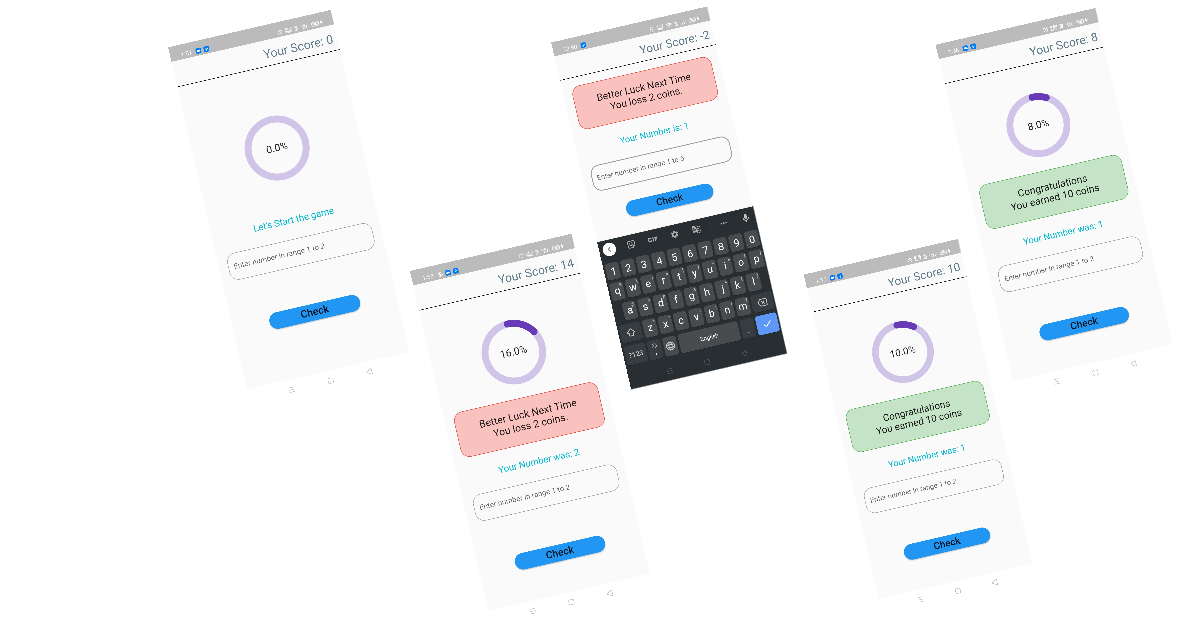 Your Score: 0
0.0%
Let's Start the game
Enter number in range 1 to 2
Check
Your Score: 14
16.0%
Better Luck Next Time
You loss 2 coins.
Your Number was: 2
Enter number in range 1 to 2
Check
Your Score: -2
Better Luck Next Time
You loss 2 coins.
Your Number is: 1
Enter number in range 1 to 3
Check
GIF
1 2 3 4 5 6 7 8 9 0
q w e r t y u i o p
a s d f g h j k l
z x c v b n m
?123 , English .
Your Score: 10
10.0%
Congratulations
You earned 10 coins
Your Number was: 1
Enter number in range 1 to 2
Check
Your Score: 8
8.0%
Congratulations
You earned 10 coins
Your Number was: 1
Enter number in range 1 to 2
Check